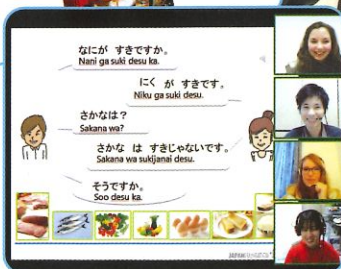 なにが すきですか。
Nani ga suki desu ka.
にく が すきです。
Niku ga suki desu.
さかなは？
Sakana wa?
さかな は すきじゃないです。
Sakana wa sukijanai desu.
そうですか。
Soo desu ka.